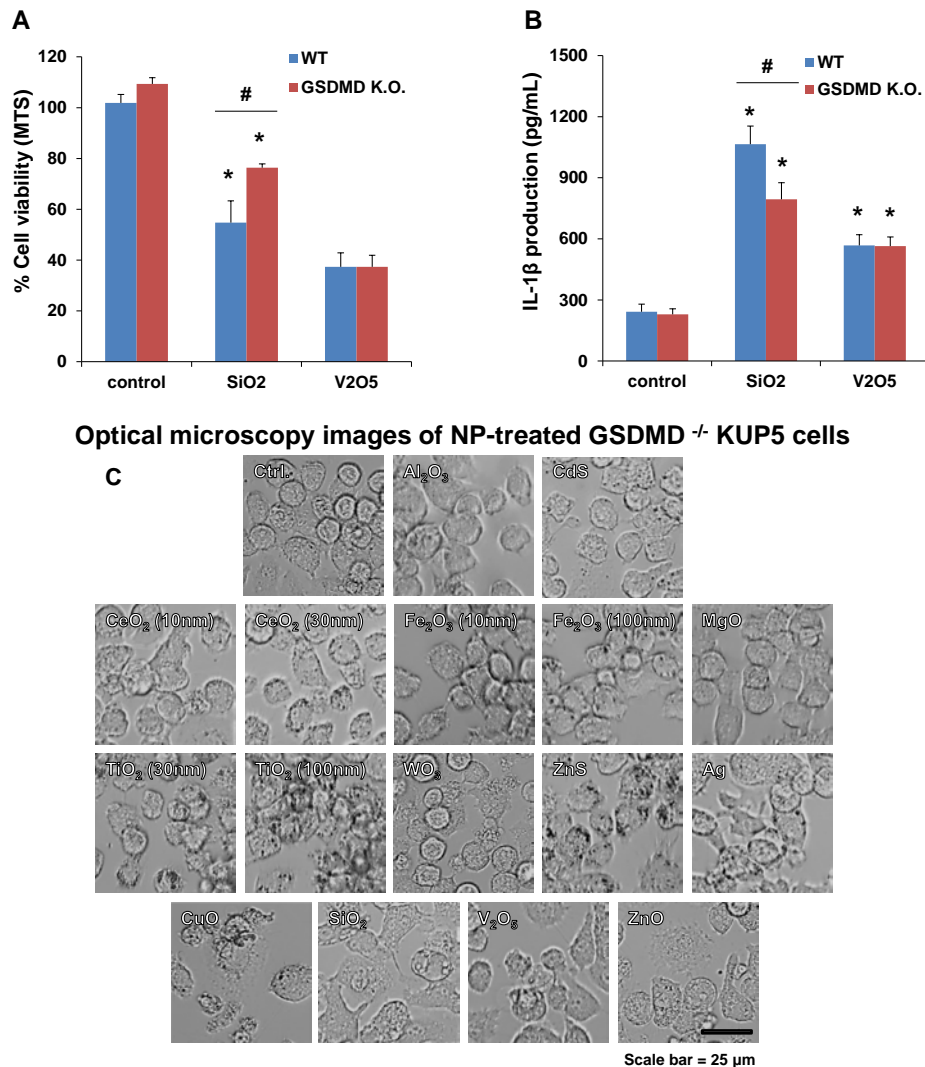 A
120
100
80
60
40
20
0
% Cell viability (MTS)
WT
GSDMD K.O.
#
* *
control SiO2 V2O5
B
1500
1200
900
600
300
0
IL-1β production (pg/mL)
WT
GSDMD K.O.
#
* * * *
control SiO2 V2O5
Optical microscopy images of NP-treated GSDMD -/- KUP5 cells
C
Ctrl. Al₂O₃ CdS
CeO₂ (10nm) CeO₂ (30nm) Fe₂O₃ (10nm) Fe₂O₃ (100nm) MgO
TiO₂ (30nm) TiO₂ (100nm) WO₃ ZnS Ag
CuO SiO₂ V₂O₅ ZnO
Scale bar = 25 µm